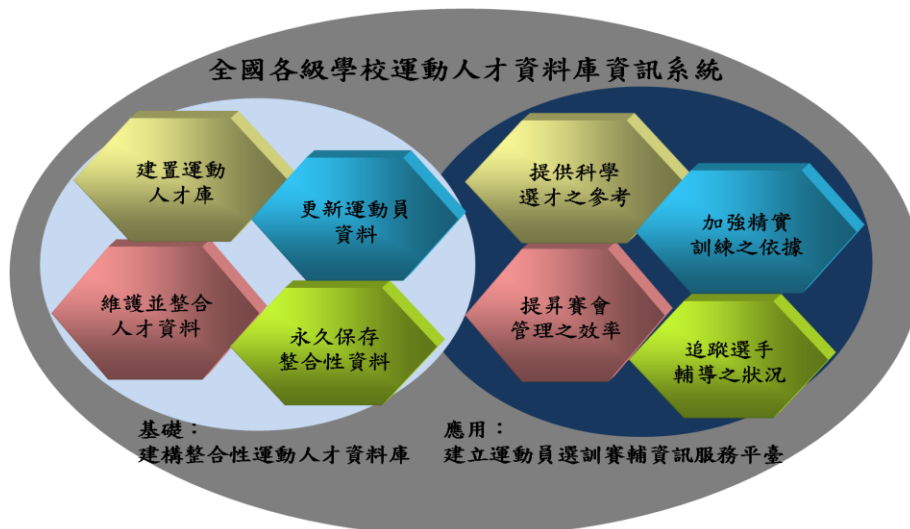 全國各級學校運動人才資料庫資訊系統
建置運動
人才庫
更新運動員
資料
維護並整合
人才資料
永久保存
整合性資料
提供科學
選才之參考
加強精實
訓練之依據
提昇賽會
管理之效率
追蹤選手
輔導之狀況
基礎：
建構整合性運動人才資料庫
應用：
建立運動員選訓賽輔資訊服務平臺